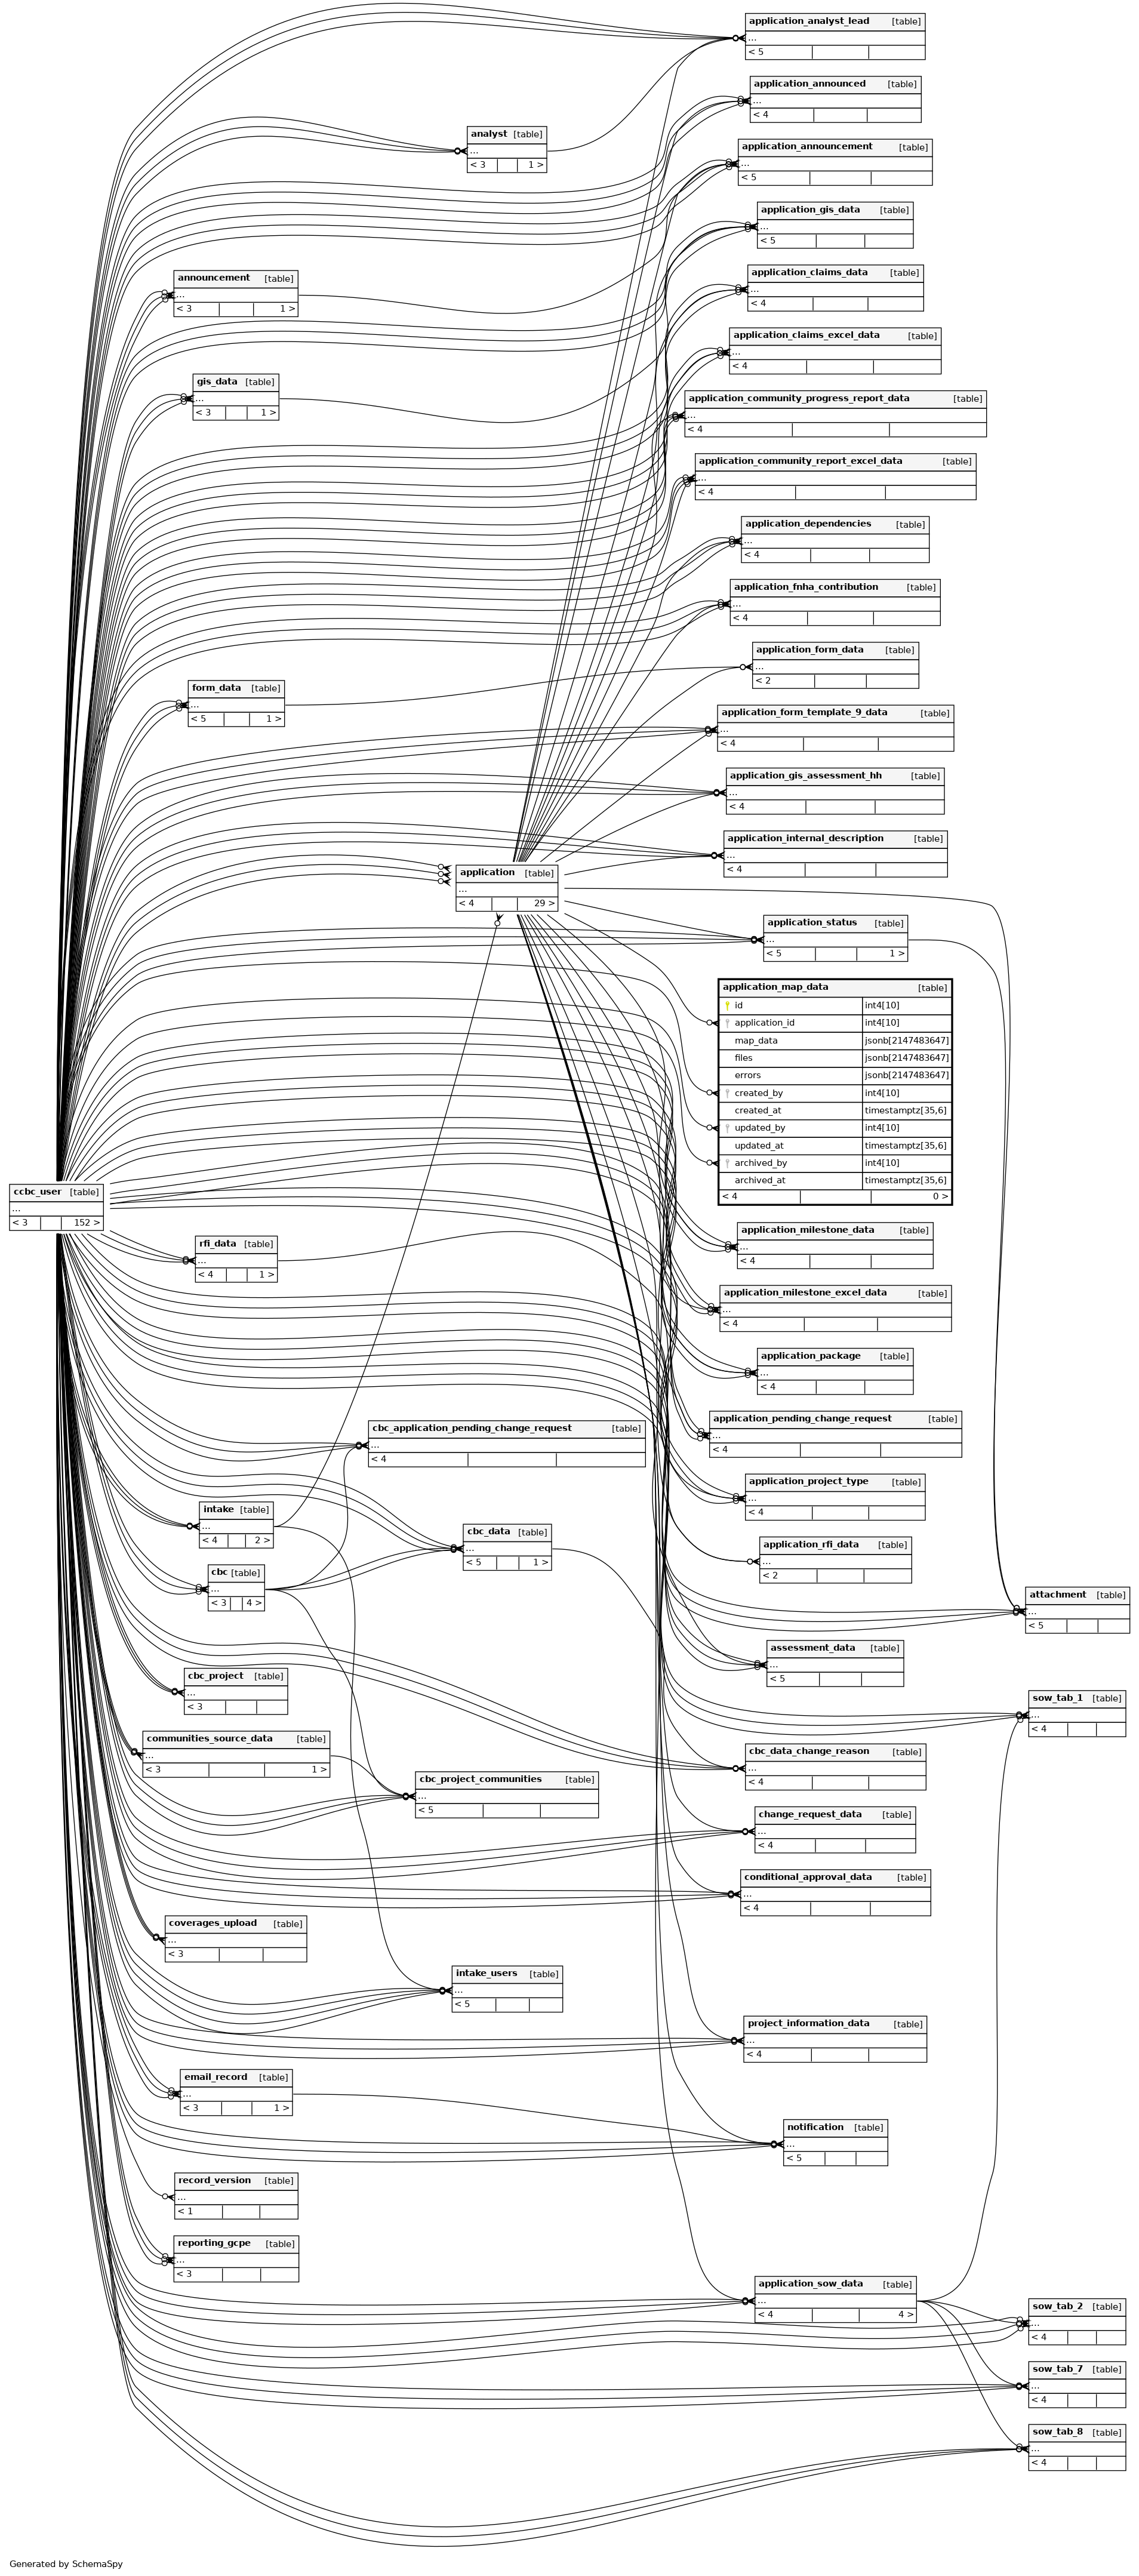 application_analyst_lead [table]
...
< 5
application_announced [table]
...
< 4
analyst [table]
...
< 3 1 >
application_announcement [table]
...
< 5
application_gis_data [table]
...
< 5
announcement [table]
...
< 3 1 >
application_claims_data [table]
...
< 4
application_claims_excel_data [table]
...
< 4
gis_data [table]
...
< 3 1 >
application_community_progress_report_data [table]
...
< 4
application_community_report_excel_data [table]
...
< 4
application_dependencies [table]
...
< 4
application_fnha_contribution [table]
...
< 4
application_form_data [table]
...
< 2
form_data [table]
...
< 5 1 >
application_form_template_9_data [table]
...
< 4
application_gis_assessment_hh [table]
...
< 4
application_internal_description [table]
...
< 4
application [table]
...
< 4 29 >
application_status [table]
...
< 5 1 >
application_map_data [table]
id int4[10]
application_id int4[10]
map_data jsonb[2147483647]
files jsonb[2147483647]
errors jsonb[2147483647]
created_by int4[10]
created_at timestamptz[35,6]
updated_by int4[10]
updated_at timestamptz[35,6]
archived_by int4[10]
archived_at timestamptz[35,6]
< 4 0 >
ccbc_user [table]
...
< 3 152 >
application_milestone_data [table]
...
< 4
rfi_data [table]
...
< 4 1 >
application_milestone_excel_data [table]
...
< 4
application_package [table]
...
< 4
application_pending_change_request [table]
...
< 4
cbc_application_pending_change_request [table]
...
< 4
application_project_type [table]
...
< 4
intake [table]
...
< 4 2 >
cbc_data [table]
...
< 5 1 >
application_rfi_data [table]
...
< 2
cbc [table]
...
< 3 4 >
attachment [table]
...
< 5
assessment_data [table]
...
< 5
cbc_project [table]
...
< 3
sow_tab_1 [table]
...
< 4
communities_source_data [table]
...
< 3 1 >
cbc_data_change_reason [table]
...
< 4
cbc_project_communities [table]
...
< 5
change_request_data [table]
...
< 4
conditional_approval_data [table]
...
< 4
coverages_upload [table]
...
< 3
intake_users [table]
...
< 5
project_information_data [table]
...
< 4
email_record [table]
...
< 3 1 >
notification [table]
...
< 5
record_version [table]
...
< 1
reporting_gcpe [table]
...
< 3
application_sow_data [table]
...
< 4 4 >
sow_tab_2 [table]
...
< 4
sow_tab_7 [table]
...
< 4
sow_tab_8 [table]
...
< 4
Generated by SchemaSpy